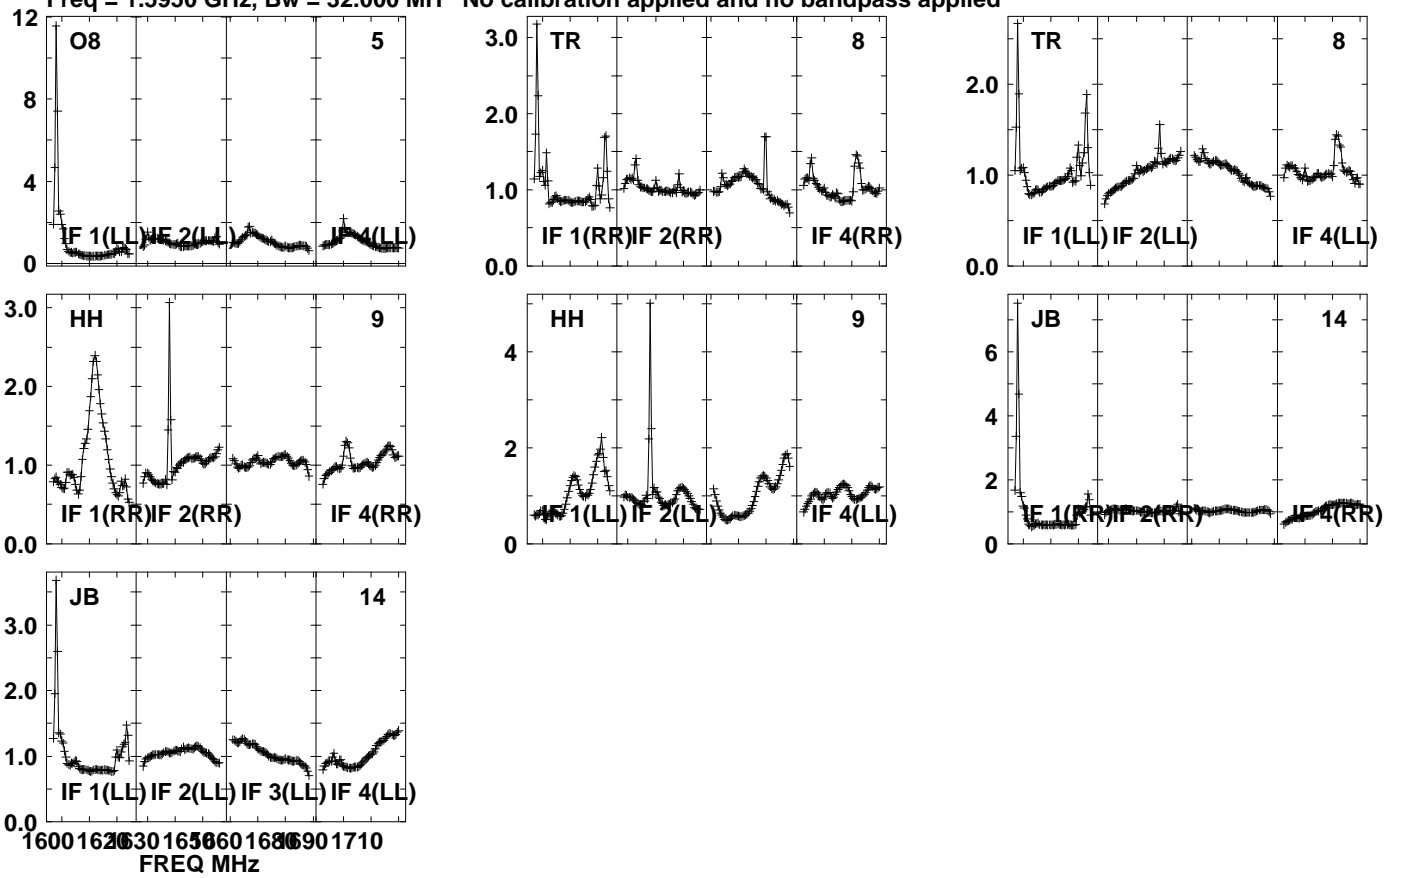 Freq = 1.5950 GHz, Bw = 32.000 MH No calibration applied and no bandpass applied
12
8
4
0
O8 5
IF 1(LL) IF 2(LL) IF 4(LL)
3.0
2.0
1.0
0.0
TR 8
IF 1(RR) IF 2(RR) IF 4(RR)
2.0
1.0
0.0
TR 8
IF 1(LL) IF 2(LL) IF 4(LL)
3.0
2.0
1.0
0.0
HH 9
IF 1(RR) IF 2(RR) IF 4(RR)
4
2
0
HH 9
IF 1(LL) IF 2(LL) IF 4(LL)
6
4
2
0
JB 14
IF 1(RR) IF 2(RR) IF 4(RR)
3.0
2.0
1.0
0.0
JB 14
IF 1(LL) IF 2(LL) IF 3(LL) IF 4(LL)
1600 1620 1630 1650 1660 1680 1690 1710
FREQ MHz